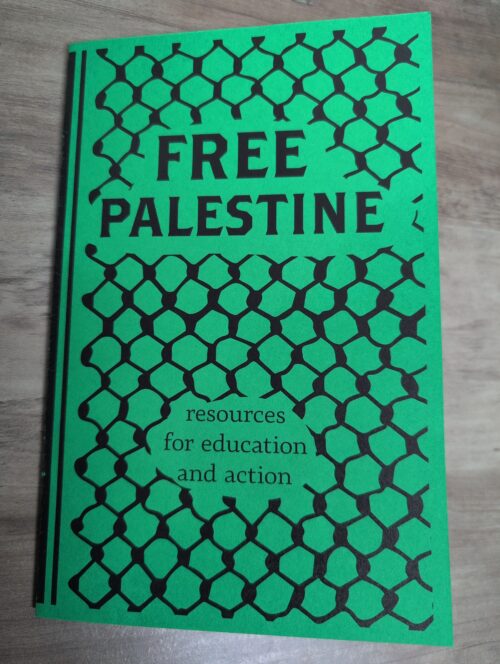 FREE
PALESTINE
resources
for education
and action